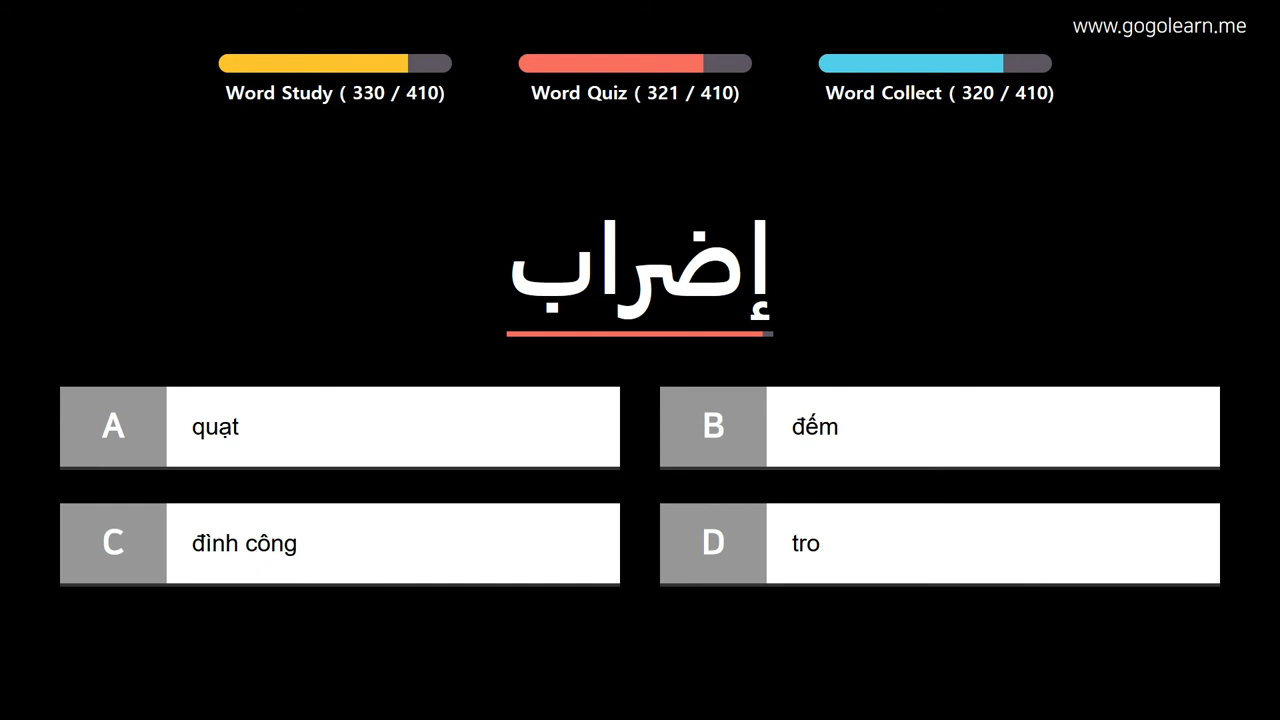 www.gogolearn.me
Word Study ( 330 / 410)
Word Quiz ( 321 / 410)
Word Collect ( 320 / 410)
إضراب
A quạt
B đếm
C đình công
D tro